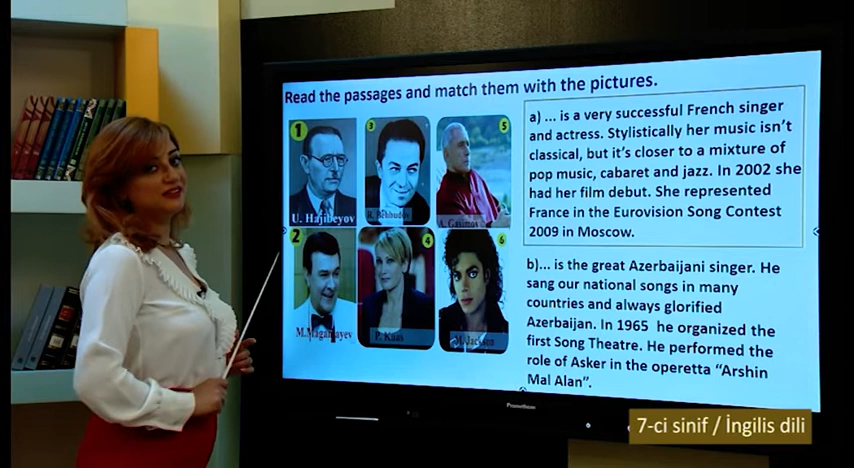 Read the passages and match them with the pictures.
1
3
5
U. Hajibeyov
R. Behbudov
A. Gasimov
2
4
6
M.Magamayev
P. Kaas
M. Jackson
a) ... is a very successful French singer
and actress. Stylistically her music isn't
classical, but it's closer to a mixture of
pop music, cabaret and jazz. In 2002 she
had her film debut. She represented
France in the Eurovision Song Contest
2009 in Moscow.
b)... is the great Azerbaijani singer. He
sang our national songs in many
countries and always glorified
Azerbaijan. In 1965 he organized the
first Song Theatre. He performed the
role of Asker in the operetta "Arshin
Mal Alan".
Promethean
7-ci sinif / İngilis dili